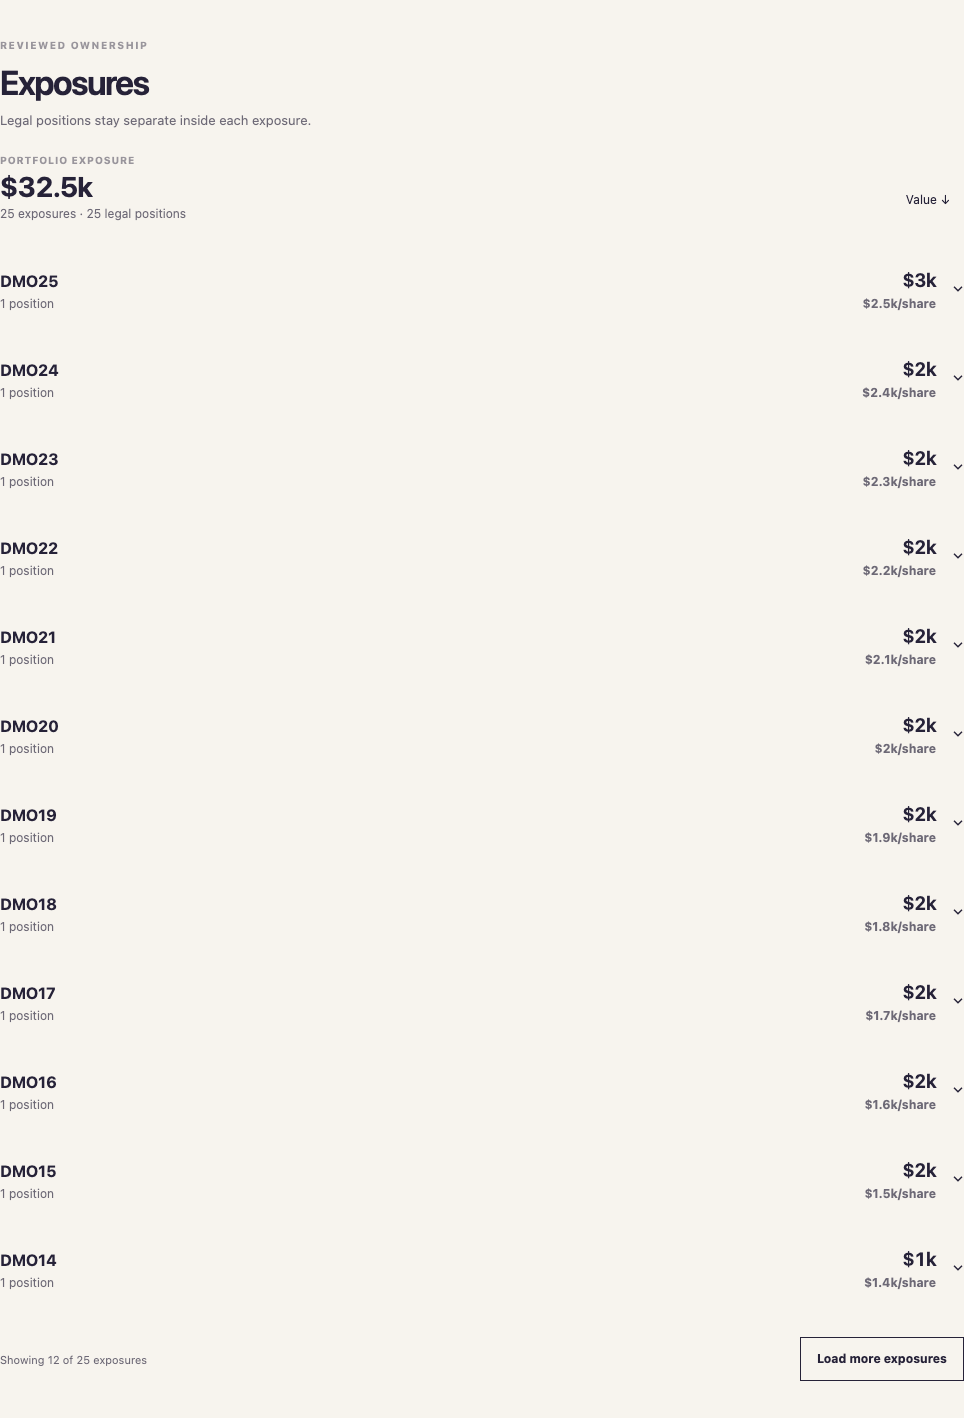 REVIEWED OWNERSHIP
Exposures
Legal positions stay separate inside each exposure.
PORTFOLIO EXPOSURE
$32.5k
25 exposures · 25 legal positions
Value ↓
DMO25
$3k
1 position
$2.5k/share
DMO24
$2k
1 position
$2.4k/share
DMO23
$2k
1 position
$2.3k/share
DMO22
$2k
1 position
$2.2k/share
DMO21
$2k
1 position
$2.1k/share
DMO20
$2k
1 position
$2k/share
DMO19
$2k
1 position
$1.9k/share
DMO18
$2k
1 position
$1.8k/share
DMO17
$2k
1 position
$1.7k/share
DMO16
$2k
1 position
$1.6k/share
DMO15
$2k
1 position
$1.5k/share
DMO14
$1k
1 position
$1.4k/share
Showing 12 of 25 exposures
Load more exposures